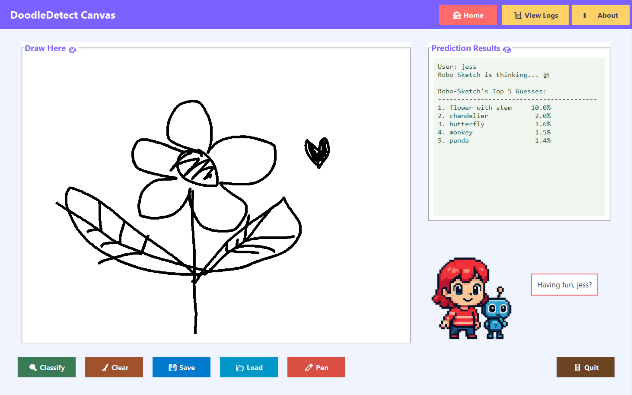 DoodleDetect Canvas
Home
View Logs
About
Draw Here
Prediction Results
User: jess
Robo Sketch is thinking...
Robo-Sketch's Top 5 Guesses:
----------------------------------------
1. flower with stem 10.0%
2. chandelier 2.0%
3. butterfly 1.6%
4. monkey 1.5%
5. panda 1.4%
Having fun, jess?
Classify
Clear
Save
Load
Pen
Quit